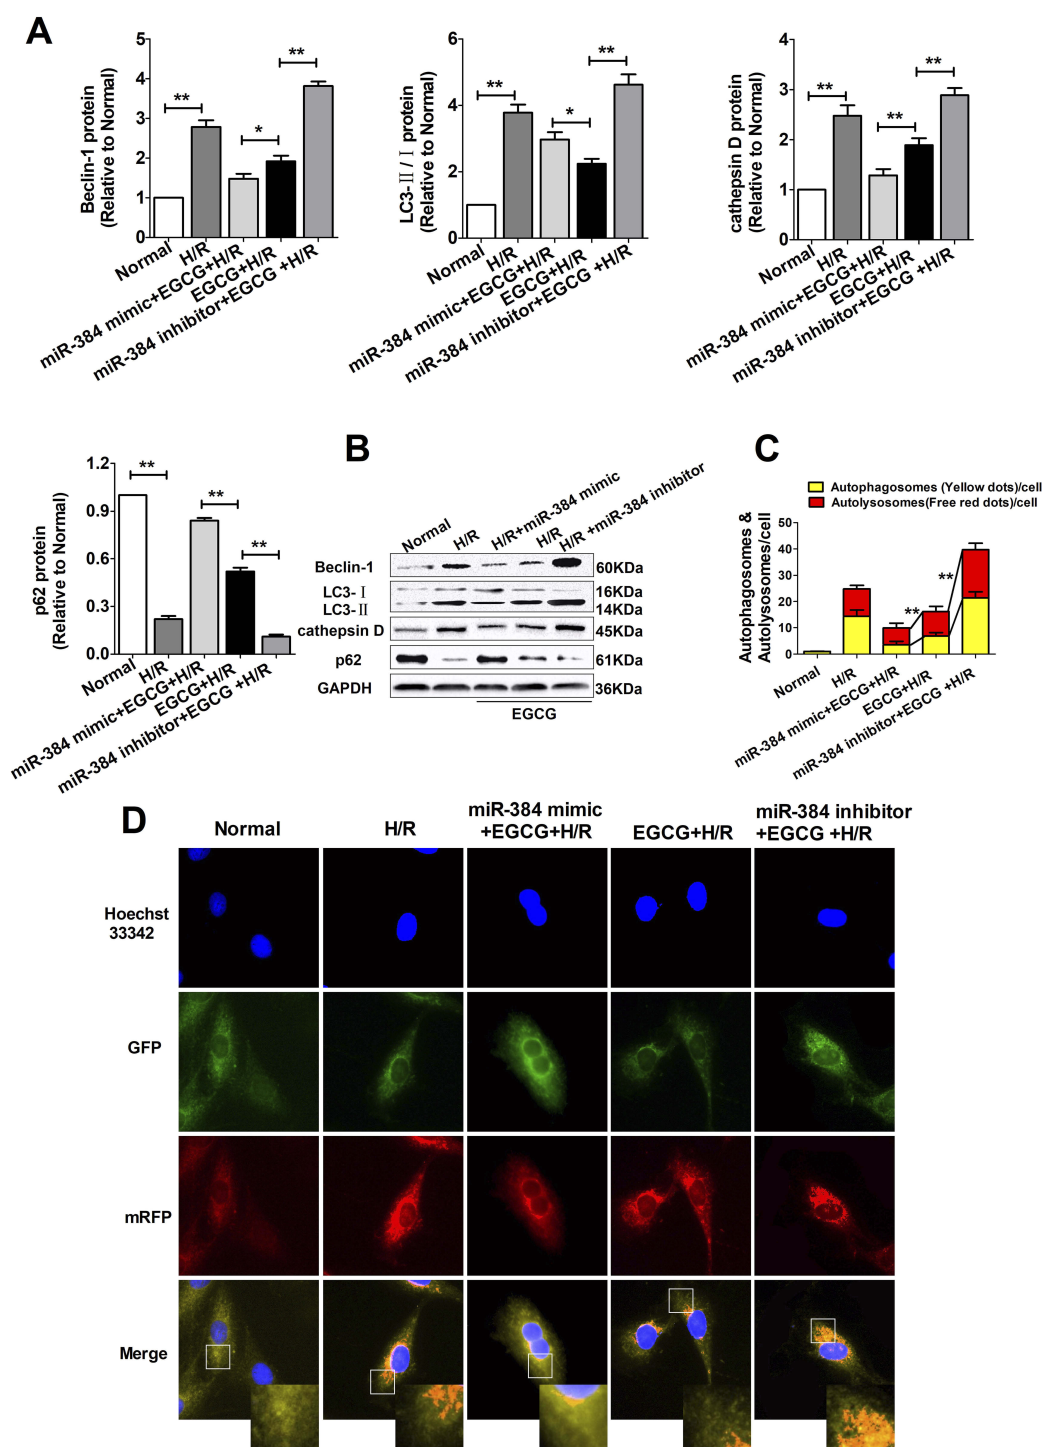 A
Beclin-1 protein
(Relative to Normal)
5
4
3
2
1
0
**
*
**
Normal
H/R
miR-384 mimic+EGCG+H/R
EGCG+H/R
miR-384 inhibitor+EGCG +H/R
LC3-Ⅱ / Ⅰ protein
(Relative to Normal)
6
4
2
0
**
*
**
Normal
H/R
miR-384 mimic+EGCG+H/R
EGCG+H/R
miR-384 inhibitor+EGCG +H/R
cathepsin D protein
(Relative to Normal)
4
3
2
1
0
**
**
**
Normal
H/R
miR-384 mimic+EGCG+H/R
EGCG+H/R
miR-384 inhibitor+EGCG +H/R
p62 protein
(Relative to Normal)
1.2
0.9
0.6
0.3
0.0
**
**
**
Normal
H/R
miR-384 mimic+EGCG+H/R
EGCG+H/R
miR-384 inhibitor+EGCG +H/R
B
Normal
H/R
H/R+miR-384 mimic
H/R
H/R +miR-384 inhibitor
Beclin-1 60KDa
LC3-Ⅰ 16KDa
LC3-Ⅱ 14KDa
cathepsin D 45KDa
p62 61KDa
GAPDH 36KDa
EGCG
C
Autophagosomes (Yellow dots)/cell
Autolysosomes(Free red dots)/cell
Autophagosomes &
Autolysosomes/cell
50
40
30
20
10
0
**
**
Normal
H/R
miR-384 mimic+EGCG+H/R
EGCG+H/R
miR-384 inhibitor+EGCG +H/R
D
Normal
H/R
miR-384 mimic
+EGCG+H/R
EGCG+H/R
miR-384 inhibitor
+EGCG +H/R
Hoechst
33342
GFP
mRFP
Merge